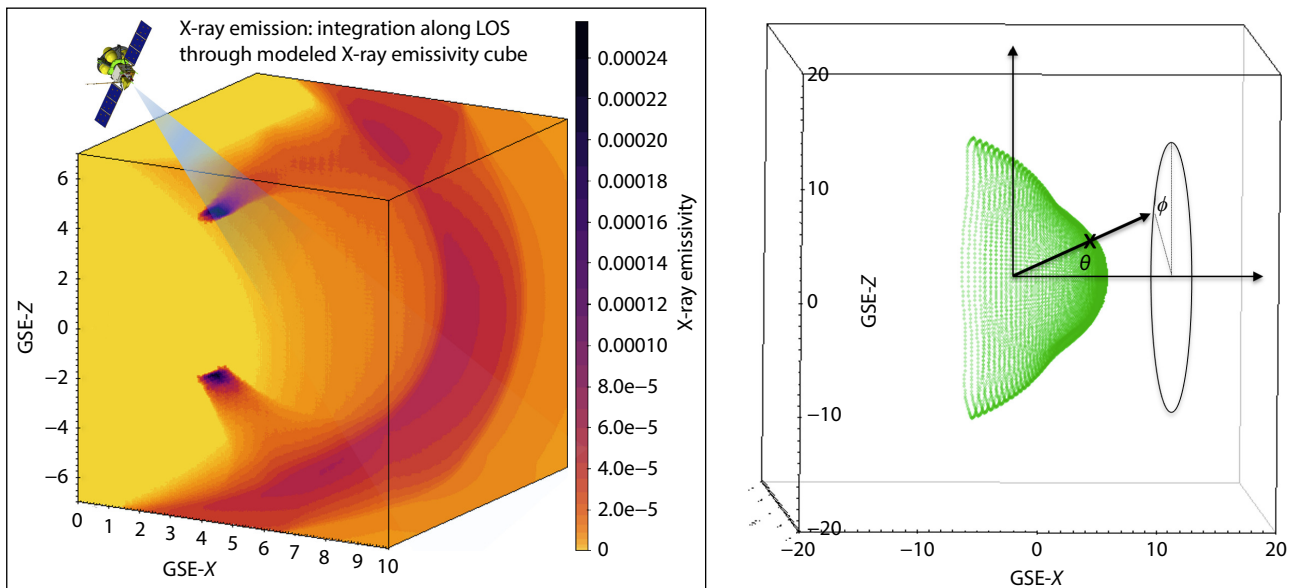 X-ray emission: integration along LOS
through modeled X-ray emissivity cube
GSE-Z
6
4
2
0
−2
−4
−6
0 1 2 3 4 5 6 7 8 9 10
GSE-X
0.00024
0.00022
0.00020
0.00018
0.00016
0.00014
0.00012
0.00010
8.0e−5
6.0e−5
4.0e−5
2.0e−5
0
X-ray emissivity
20
10
0
−10
−20
GSE-Z
ϕ
x
θ
−20 −10 0 10 20
GSE-X